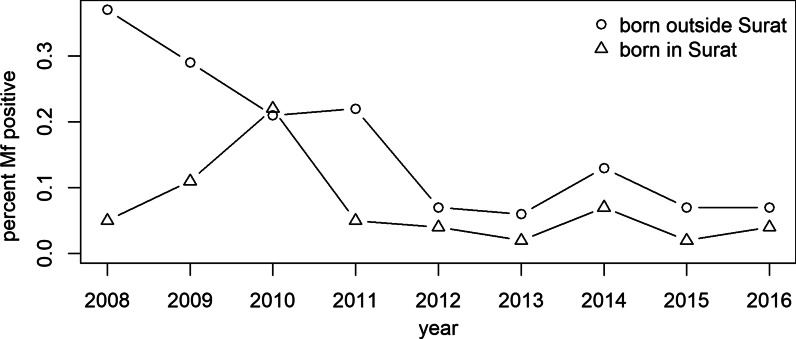 born outside Surat
born in Surat
percent Mf positive
0.3
0.2
0.1
0.0
2008 2009 2010 2011 2012 2013 2014 2015 2016
year